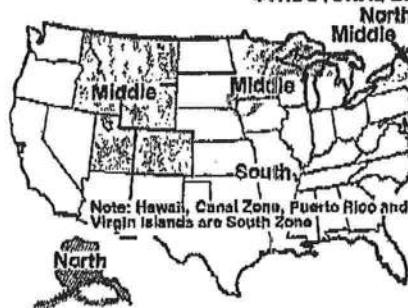 North
Middle
Middle
Middle
South
Note: Hawaii, Canal Zone, Puerto Rico and
Virgin Islands are South Zone
North